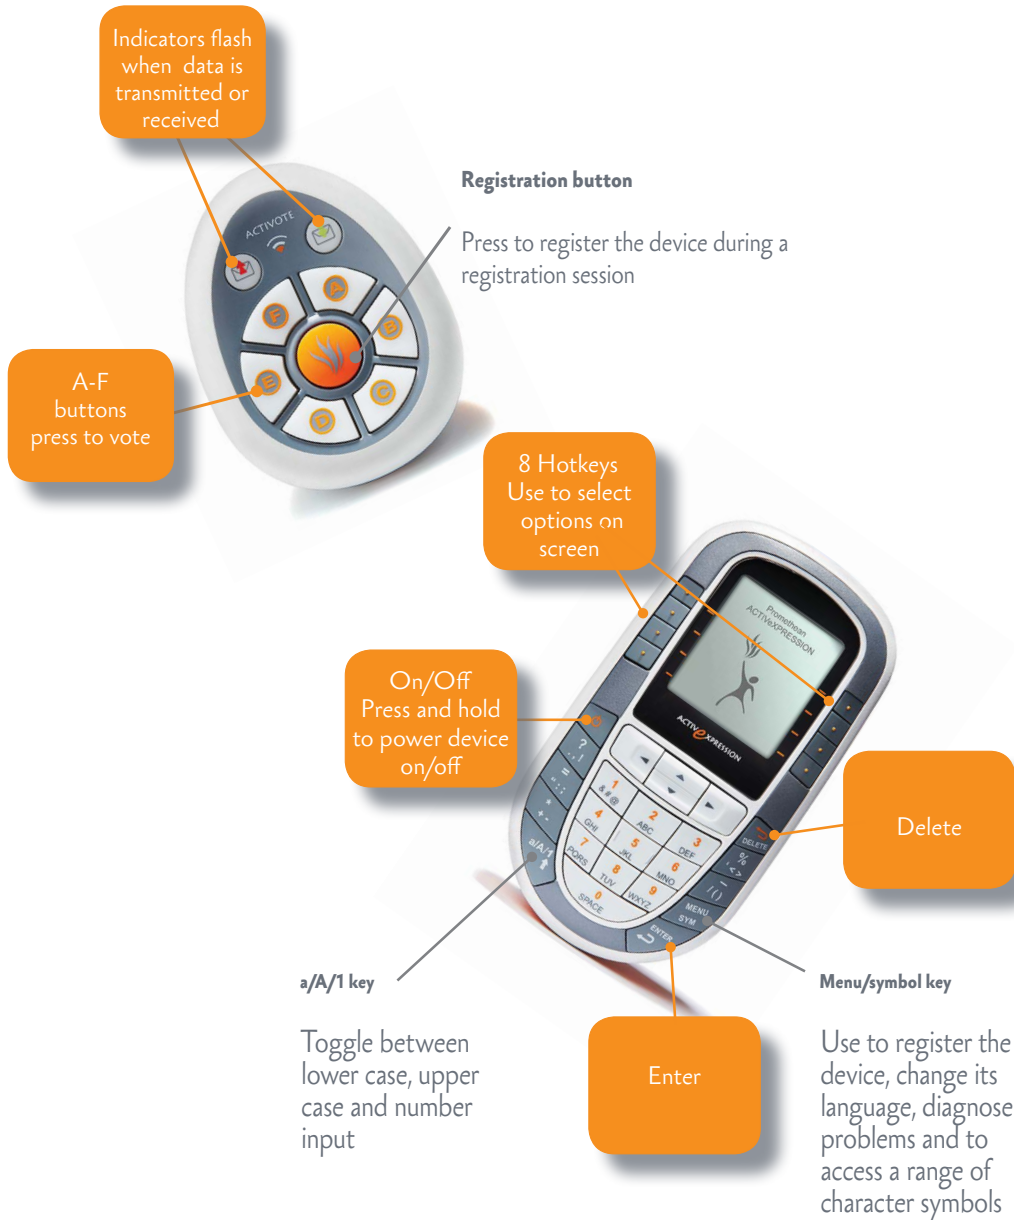 Indicators flash
when data is
transmitted or
received
Registration button
Press to register the device during a
registration session
ACTIVOTE
A
B
C
D
E
F
A-F
buttons
press to vote
8 Hotkeys
Use to select
options on
screen
Promethean
ACTIVeXPRESSION
ACTIVeXPRESSION
On/Off
Press and hold
to power device
on/off
?
. , !
=
" : ;
*
+ -
a/A/1
1
& # @
2
ABC
3
DEF
4
GHI
5
JKL
6
MNO
7
PQRS
8
TUV
9
WXYZ
0
SPACE
DELETE
%
, < >
/ ( )
MENU
SYM
ENTER
Delete
a/A/1 key
Toggle between
lower case, upper
case and number
input
Enter
Menu/symbol key
Use to register the
device, change its
language, diagnose
problems and to
access a range of
character symbols